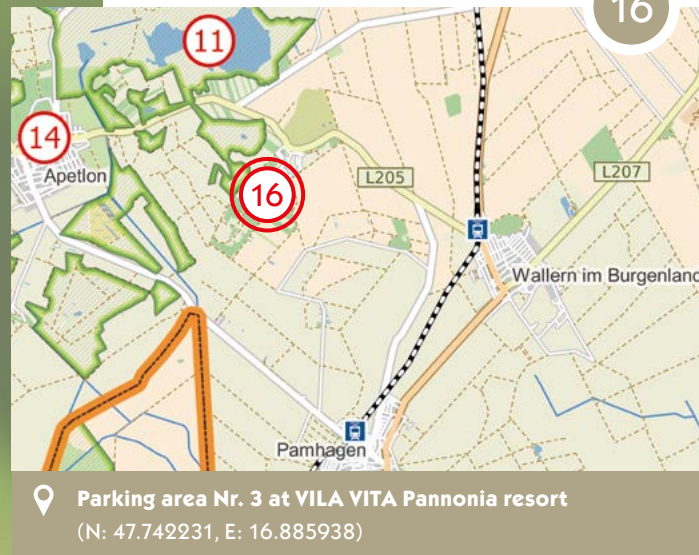 16
11
14
Apetlon
16
L205
L207
Wallern im Burgenland
Pamhagen
Parking area Nr. 3 at VILA VITA Pannonia resort
(N: 47.742231, E: 16.885938)